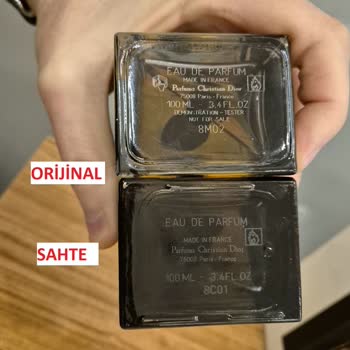 EAU DE PARFUM
MADE IN FRANCE
Parfums Christian Dior
75008 Paris - France
100 ML - 3.4 FL.OZ
DEMONSTRATION - TESTER
NOT FOR SALE
8M02
ORİJİNAL
EAU DE PARFUM
MADE IN FRANCE
Parfums Christian Dior
75008 Paris - France
100 ML - 3.4 FL.OZ
8C01
SAHTE